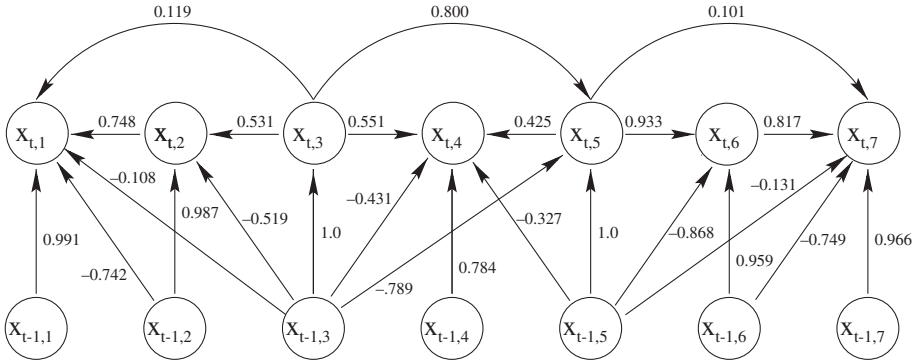 0.119 0.800 0.101
0.748 0.531 0.551 0.425 0.933 0.817
X_{t,1} X_{t,2} X_{t,3} X_{t,4} X_{t,5} X_{t,6} X_{t,7}
–0.108 –0.431 –0.131
0.987 –0.519 –0.327
0.991 1.0 1.0 –0.868 –0.749 0.966
–0.742 –.789 0.784 0.959
X_{t-1,1} X_{t-1,2} X_{t-1,3} X_{t-1,4} X_{t-1,5} X_{t-1,6} X_{t-1,7}